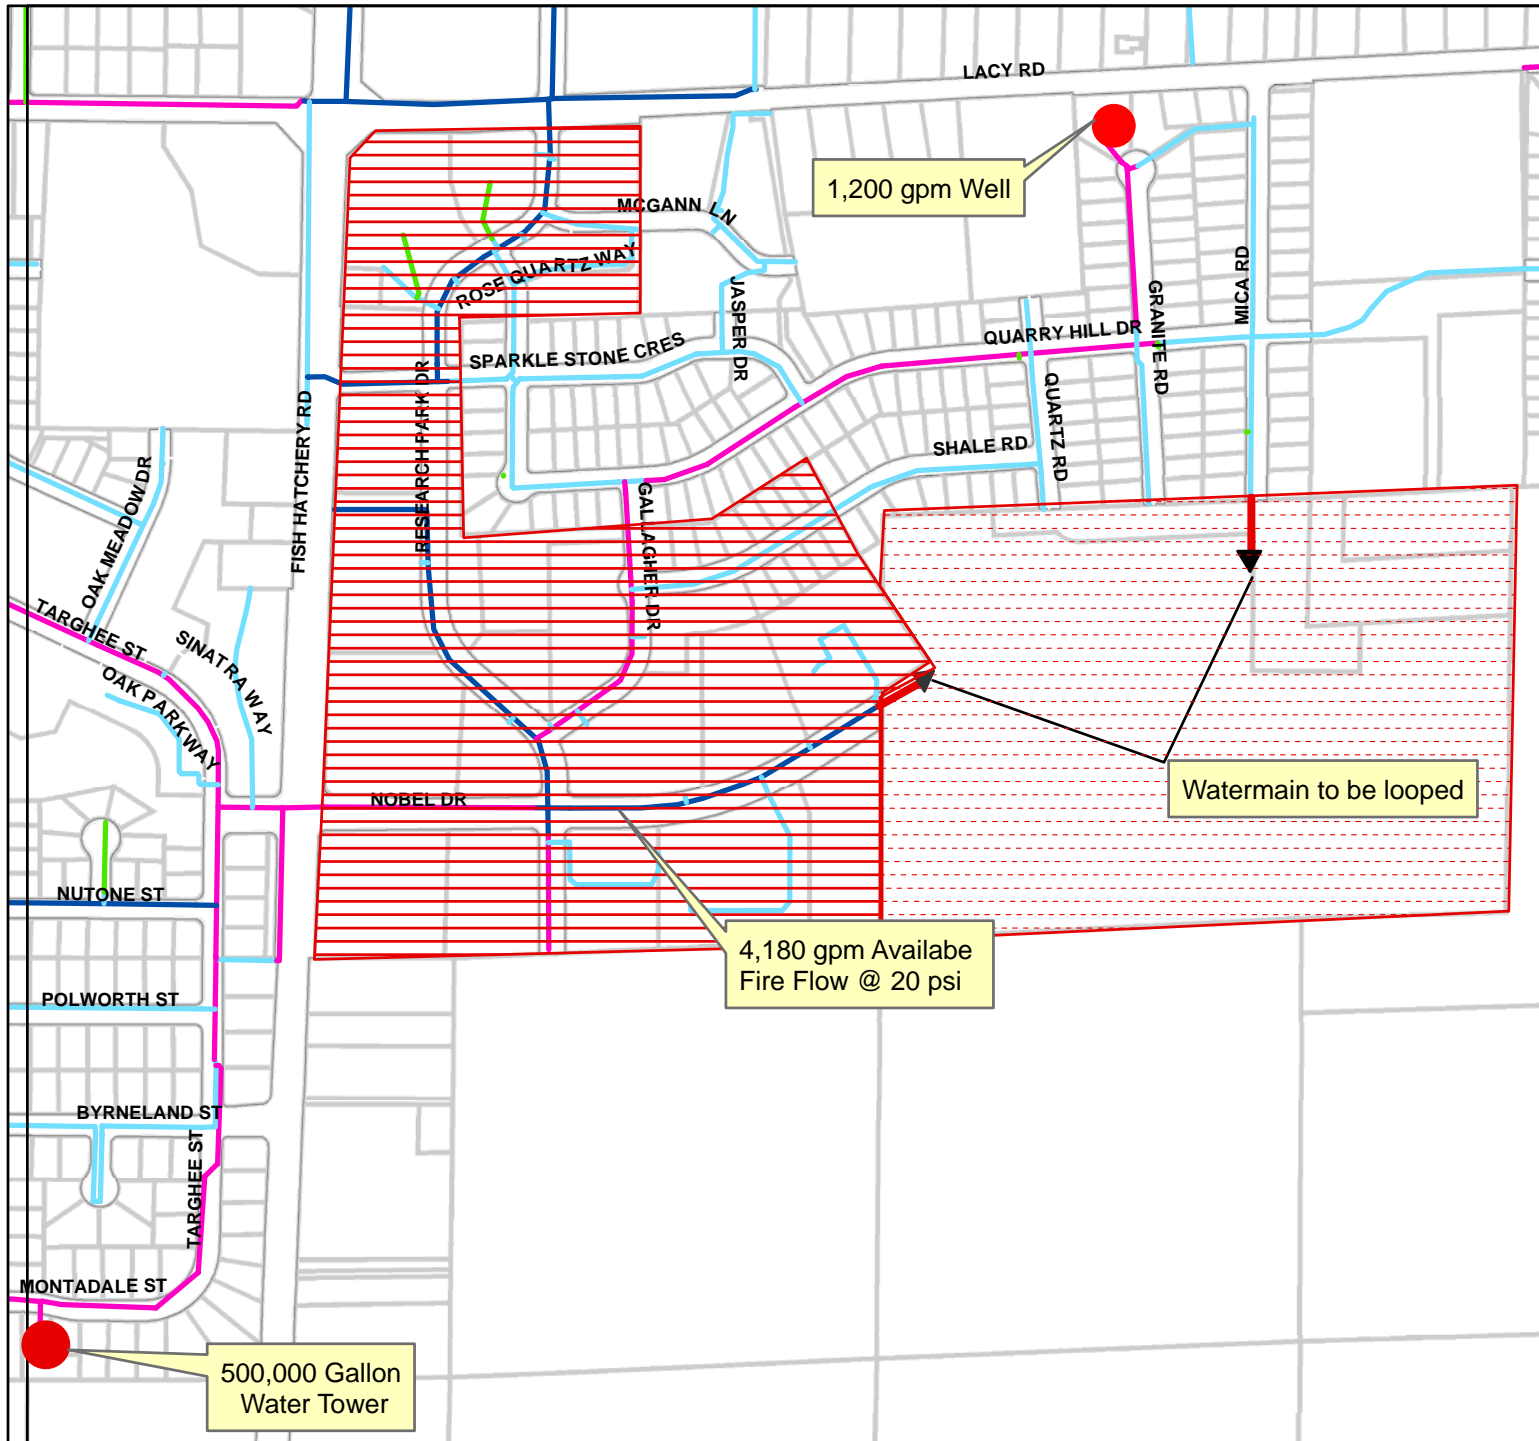 LACY RD
1,200 gpm Well
MCGANN LN
ROSE QUARTZ WAY
JASPER DR
MICA RD
GRANITE RD
QUARRY HILL DR
SPARKLE STONE CRES
RESEARCH PARK DR
FISH HATCHERY RD
QUARTZ RD
SHALE RD
OAK MEADOW DR
GALLAGHER DR
TARGHEE ST
SINATRA WAY
OAK PARKWAY
Watermain to be looped
NOBEL DR
NUTONE ST
4,180 gpm Availabe
Fire Flow @ 20 psi
POLWORTH ST
BYRNELAND ST
TARGHEE ST
MONTADALE ST
500,000 Gallon
Water Tower